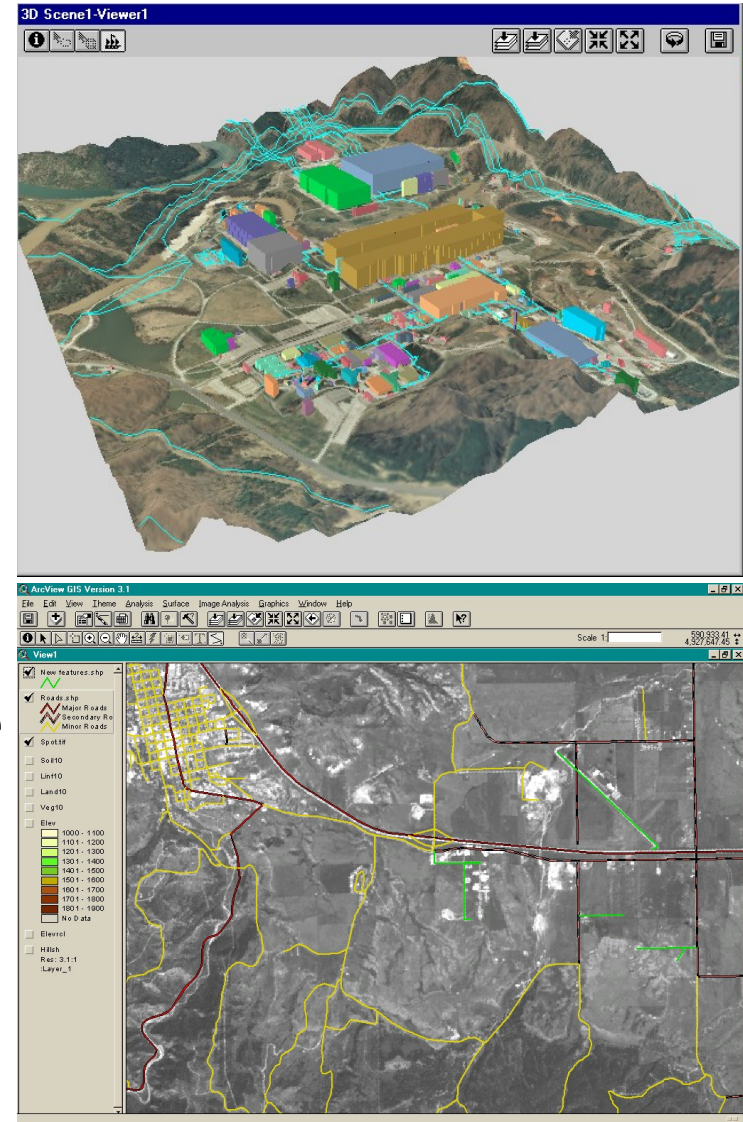 3D Scene1-Viewer1
ArcView GIS Version 3.1
File Edit View Theme Analysis Surface Image Analysis Graphics Window Help
Scale 1:
590,933.41
4,927,647.45
View1
New features.shp
Roads.shp
Major Roads
Secondary Ro
Minor Roads
Spot.tif
Soil10
Linf10
Land10
Veg10
Elev
1000 - 1100
1101 - 1200
1201 - 1300
1301 - 1400
1401 - 1500
1501 - 1600
1601 - 1700
1701 - 1800
1801 - 1900
No Data
Elevrcl
Hillsh
Res: 3.1:1
:Layer_1